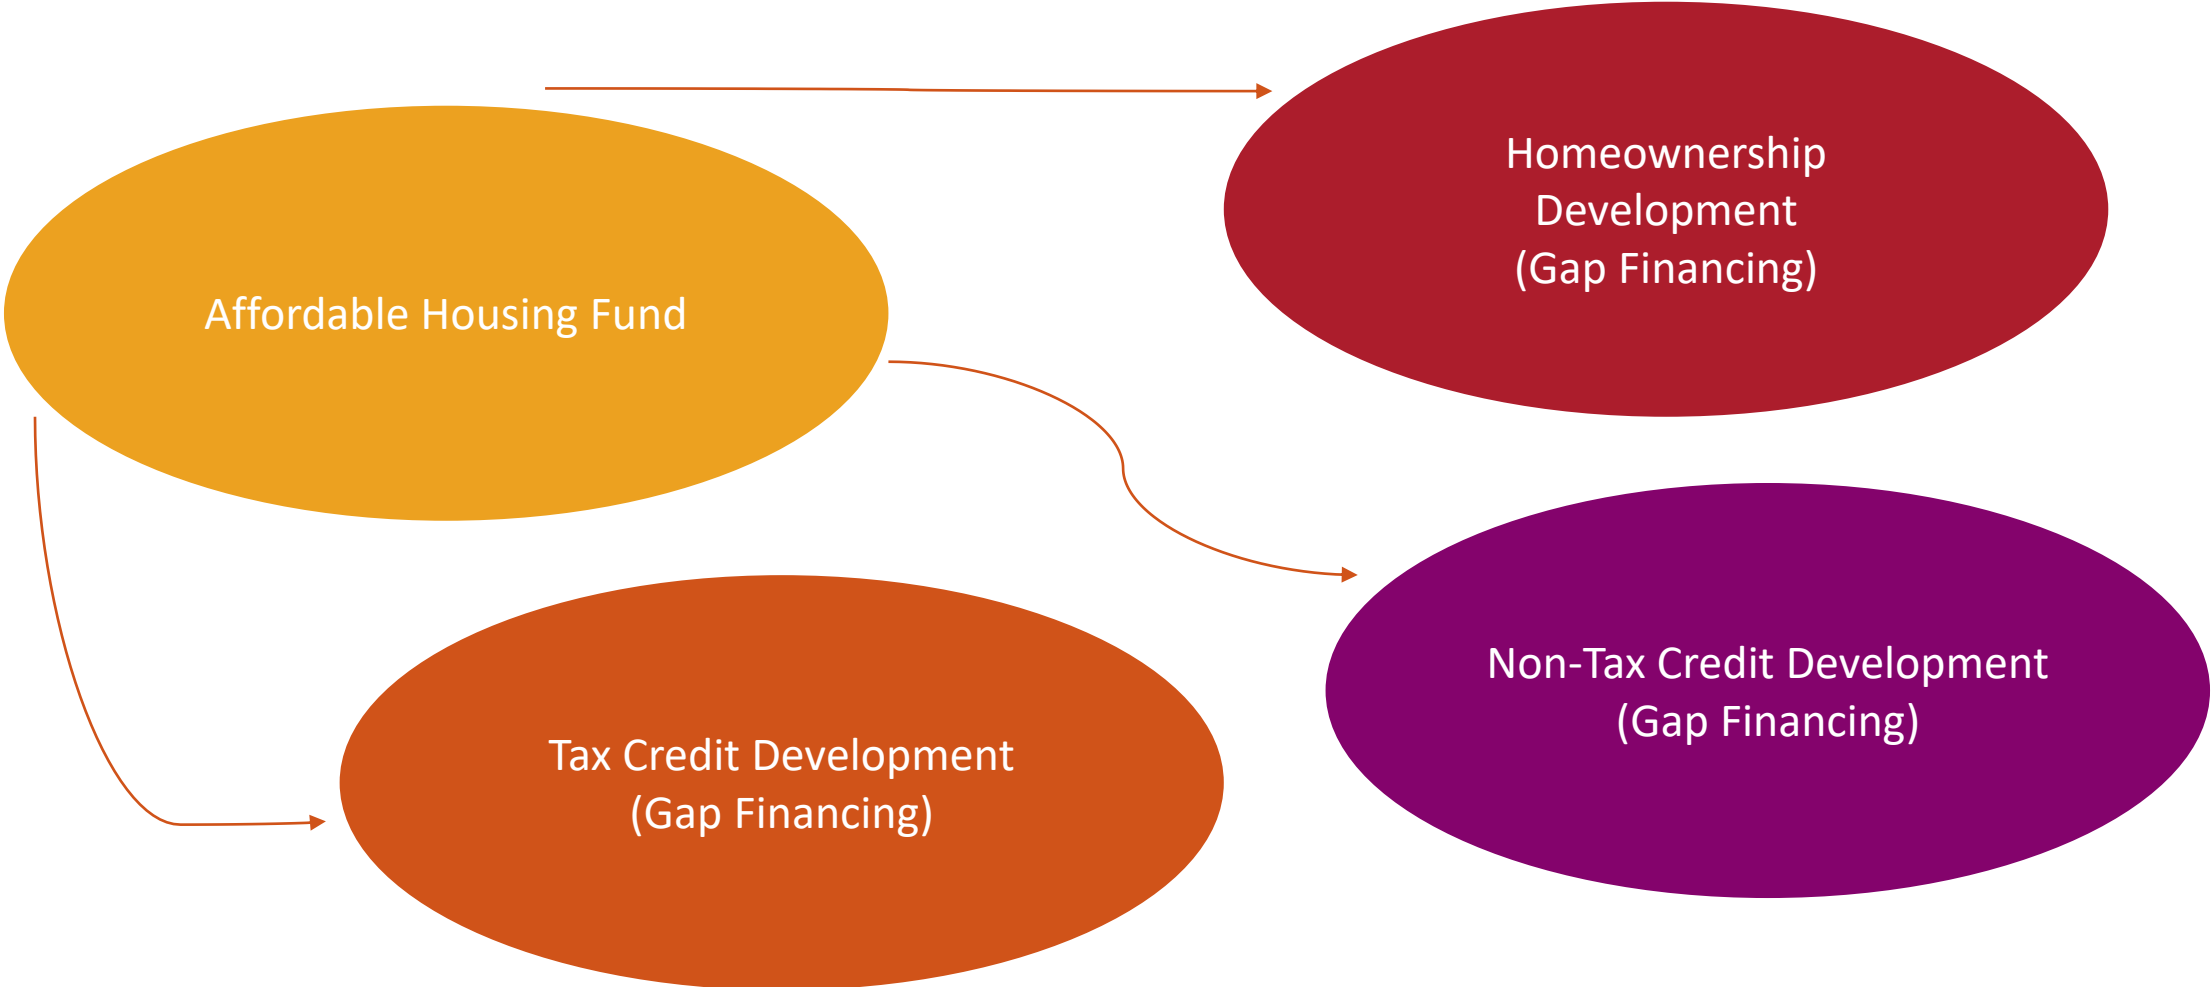 Affordable Housing Fund
Homeownership
Development
(Gap Financing)
Non-Tax Credit Development
(Gap Financing)
Tax Credit Development
(Gap Financing)